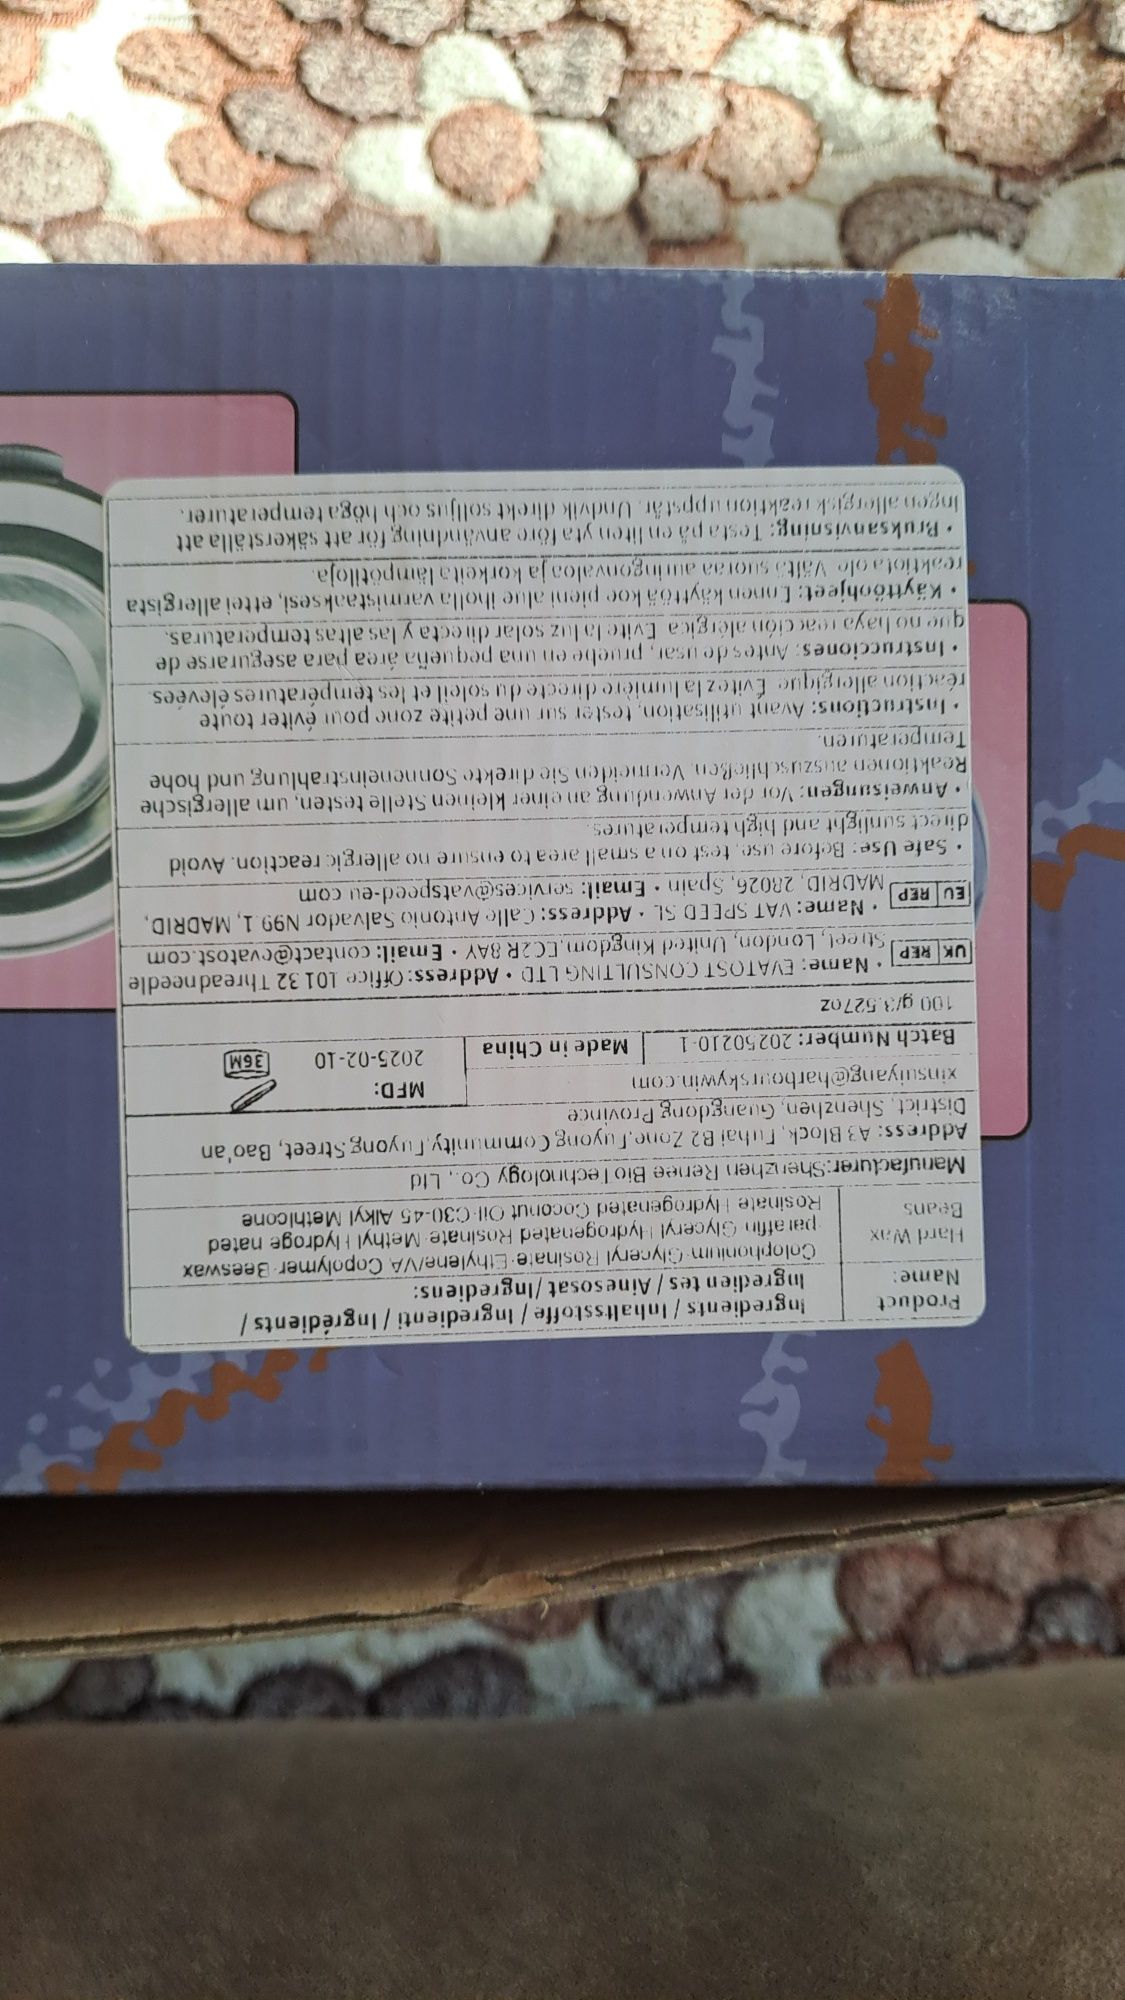 Product Name:
Ingredients / Inhaltsstoffe / Ingredienti / Ingrédients /
Ingredien tes / Ainesosat /Ingrediens:
Hard Wax Beans
Colophonium·Glyceryl Rosinate·Ethylene/VA Copolymer·Beeswax
·paraffin·Glyceryl Hydrogenated Rosinate·Methyl Hydroge nated
Rosinate·Hydrogenated Coconut Oil·C30-45 Alkyl Methicone
Manufacturer:Shenzhen Renee BioTechnology Co., Ltd
Address: A3 Block, Fuhai B2 Zone,Fuyong Community,Fuyong Street, Bao'an
District, Shenzhen, Guangdong Province
xinsuiyang@harbourskywin.com
MFD:
2025-02-10
36M
Batch Number: 20250210-1
Made in China
100 g/3.527oz
UK REP
• Name: EVATOST CONSULTING LTD • Address: Office 101 32 Threadneedle
Street, London, United Kingdom,EC2R 8AY • Email: contact@evatost.com
EU REP
• Name: VAT SPEED SL • Address: Calle Antonio Salvador N99.1, MADRID,
MADRID, 28026, Spain • Email: services@vatspeed-eu.com
• Safe Use: Before use, test on a small area to ensure no allergic reaction. Avoid
direct sunlight and high temperatures.
• Anweisungen: Vor der Anwendung an einer kleinen Stelle testen, um allergische
Reaktionen auszuschließen. Vermeiden Sie direkte Sonneneinstrahlung und hohe
Temperaturen.
• Instructions: Avant utilisation, tester sur une petite zone pour éviter toute
réaction allergique. Évitez la lumière directe du soleil et les températures élevées.
• Instrucciones: Antes de usar, pruebe en una pequeña área para asegurarse de
que no haya reacción alérgica. Evite la luz solar directa y las altas temperaturas.
• Käyttöohjeet: Ennen käyttöä koe pieni alue iholla varmistaaksesi, ettei allergista
reaktiota ole. Vältä suoraa auringonvaloa ja korkeita lämpötiloja.
• Bruksanvisning: Testa på en liten yta före användning för att säkerställa att
ingen allergisk reaktion uppstår. Undvik direkt solljus och höga temperaturer.